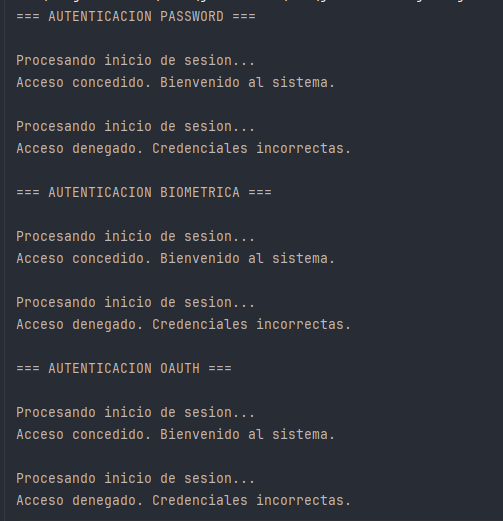 === AUTENTICACION PASSWORD ===
Procesando inicio de sesion...
Acceso concedido. Bienvenido al sistema.
Procesando inicio de sesion...
Acceso denegado. Credenciales incorrectas.
=== AUTENTICACION BIOMETRICA ===
Procesando inicio de sesion...
Acceso concedido. Bienvenido al sistema.
Procesando inicio de sesion...
Acceso denegado. Credenciales incorrectas.
=== AUTENTICACION OAUTH ===
Procesando inicio de sesion...
Acceso concedido. Bienvenido al sistema.
Procesando inicio de sesion...
Acceso denegado. Credenciales incorrectas.